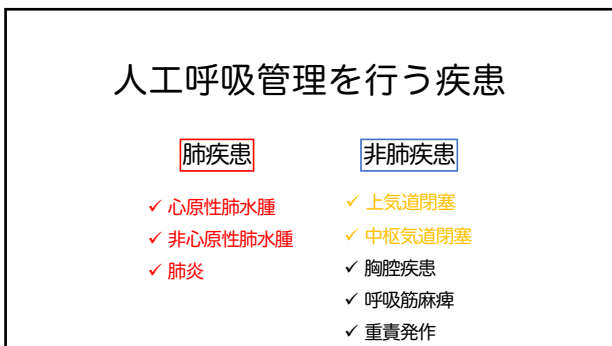 人工呼吸管理を行う疾患
肺疾患
✓ 心原性肺水腫
✓ 非心原性肺水腫
✓ 肺炎
非肺疾患
✓ 上気道閉塞
✓ 中枢気道閉塞
✓ 胸腔疾患
✓ 呼吸筋麻痺
✓ 重責発作